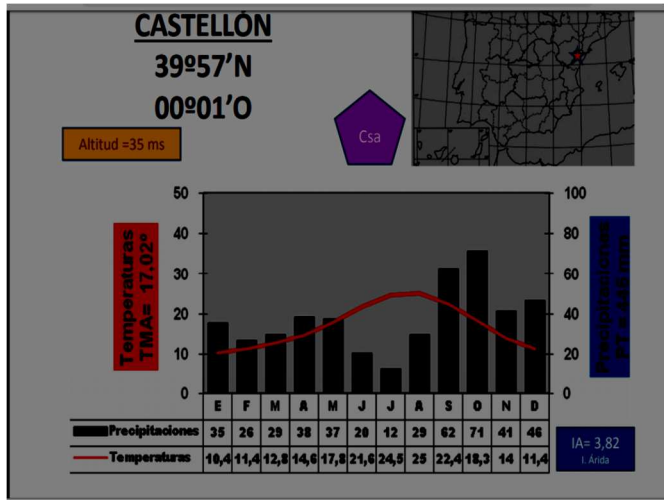 CASTELLÓN
39º57'N
00º01'O
Altitud =35 ms
Csa
Temperaturas
TMA= 17,02º
50
40
30
20
10
0
100
80
60
40
20
0
Precipitaciones
mm
E F M A M J J A S O N D
Precipitaciones 35 26 29 38 37 20 12 29 62 71 41 46
Temperaturas 10,4 11,4 12,8 14,6 17,8 21,6 24,5 25 22,4 18,3 14 11,4
IA= 3,82
I. Árida